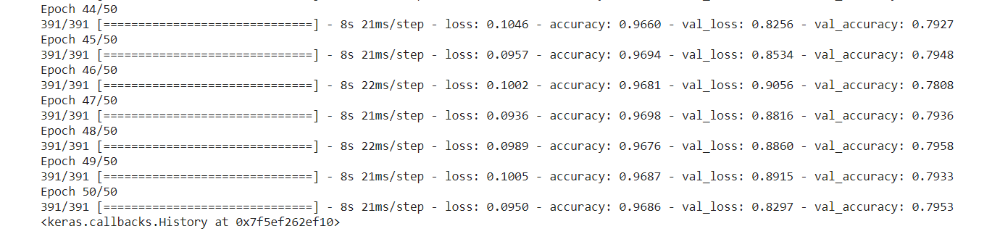 Epoch 44/50
391/391 [==============================] - 8s 21ms/step - loss: 0.1046 - accuracy: 0.9660 - val_loss: 0.8256 - val_accuracy: 0.7927
Epoch 45/50
391/391 [==============================] - 8s 21ms/step - loss: 0.0957 - accuracy: 0.9694 - val_loss: 0.8534 - val_accuracy: 0.7948
Epoch 46/50
391/391 [==============================] - 8s 22ms/step - loss: 0.1002 - accuracy: 0.9681 - val_loss: 0.9056 - val_accuracy: 0.7808
Epoch 47/50
391/391 [==============================] - 8s 21ms/step - loss: 0.0936 - accuracy: 0.9698 - val_loss: 0.8816 - val_accuracy: 0.7936
Epoch 48/50
391/391 [==============================] - 8s 22ms/step - loss: 0.0989 - accuracy: 0.9676 - val_loss: 0.8860 - val_accuracy: 0.7958
Epoch 49/50
391/391 [==============================] - 8s 21ms/step - loss: 0.1005 - accuracy: 0.9687 - val_loss: 0.8915 - val_accuracy: 0.7933
Epoch 50/50
391/391 [==============================] - 8s 21ms/step - loss: 0.0950 - accuracy: 0.9686 - val_loss: 0.8297 - val_accuracy: 0.7953
<keras.callbacks.History at 0x7f5ef262ef10>